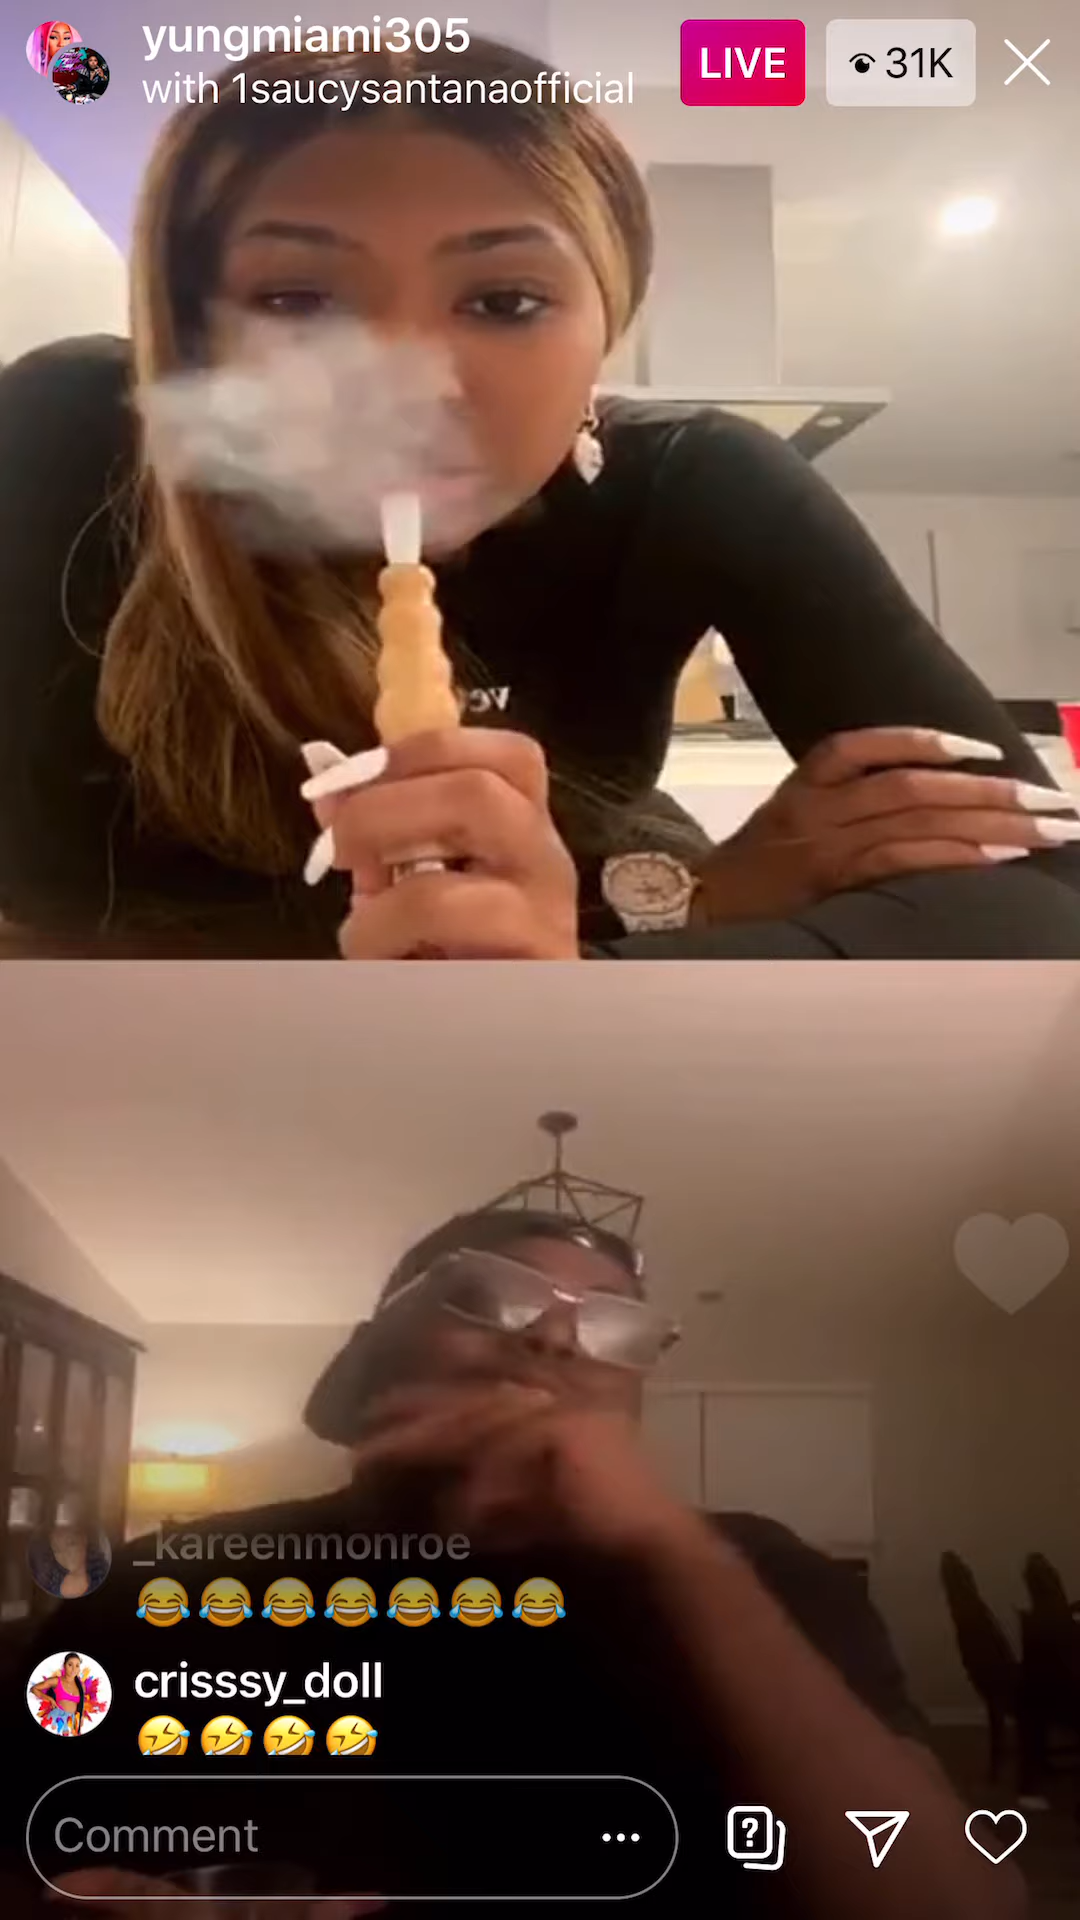 yungmiami305
with 1saucysantanaofficial
LIVE
31K
_kareenmonroe
😂😂😂😂😂😂😂
crisssy_doll
🤣🤣🤣🤣
Comment